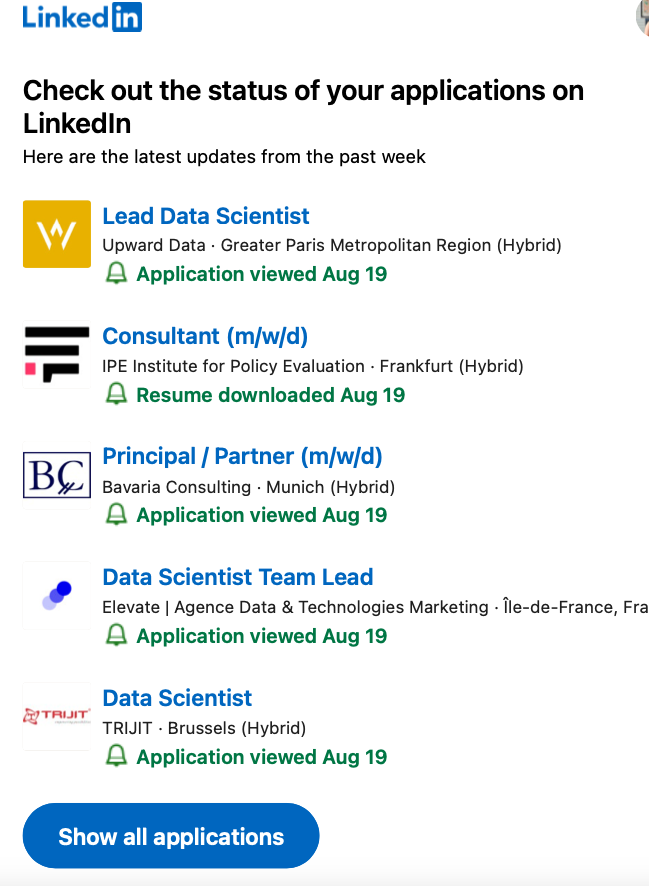 LinkedIn
Check out the status of your applications on
LinkedIn
Here are the latest updates from the past week
Lead Data Scientist
Upward Data · Greater Paris Metropolitan Region (Hybrid)
Application viewed Aug 19
Consultant (m/w/d)
IPE Institute for Policy Evaluation · Frankfurt (Hybrid)
Resume downloaded Aug 19
BC
Principal / Partner (m/w/d)
Bavaria Consulting · Munich (Hybrid)
Application viewed Aug 19
Data Scientist Team Lead
Elevate | Agence Data & Technologies Marketing · Île-de-France, Fra
Application viewed Aug 19
TRIJIT
Data Scientist
TRIJIT · Brussels (Hybrid)
Application viewed Aug 19
Show all applications